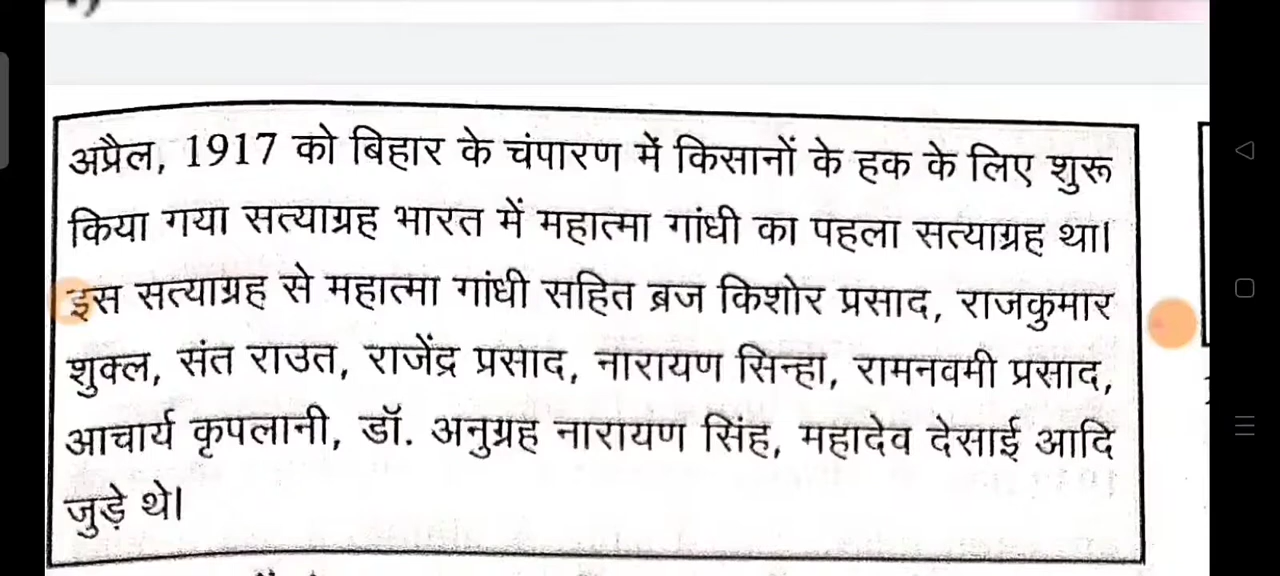 अप्रैल, 1917 को बिहार के चंपारण में किसानों के हक के लिए शुरू
किया गया सत्याग्रह भारत में महात्मा गांधी का पहला सत्याग्रह था।
इस सत्याग्रह से महात्मा गांधी सहित ब्रज किशोर प्रसाद, राजकुमार
शुक्ल, संत राउत, राजेंद्र प्रसाद, नारायण सिन्हा, रामनवमी प्रसाद,
आचार्य कृपलानी, डॉ. अनुग्रह नारायण सिंह, महादेव देसाई आदि
जुड़े थे।